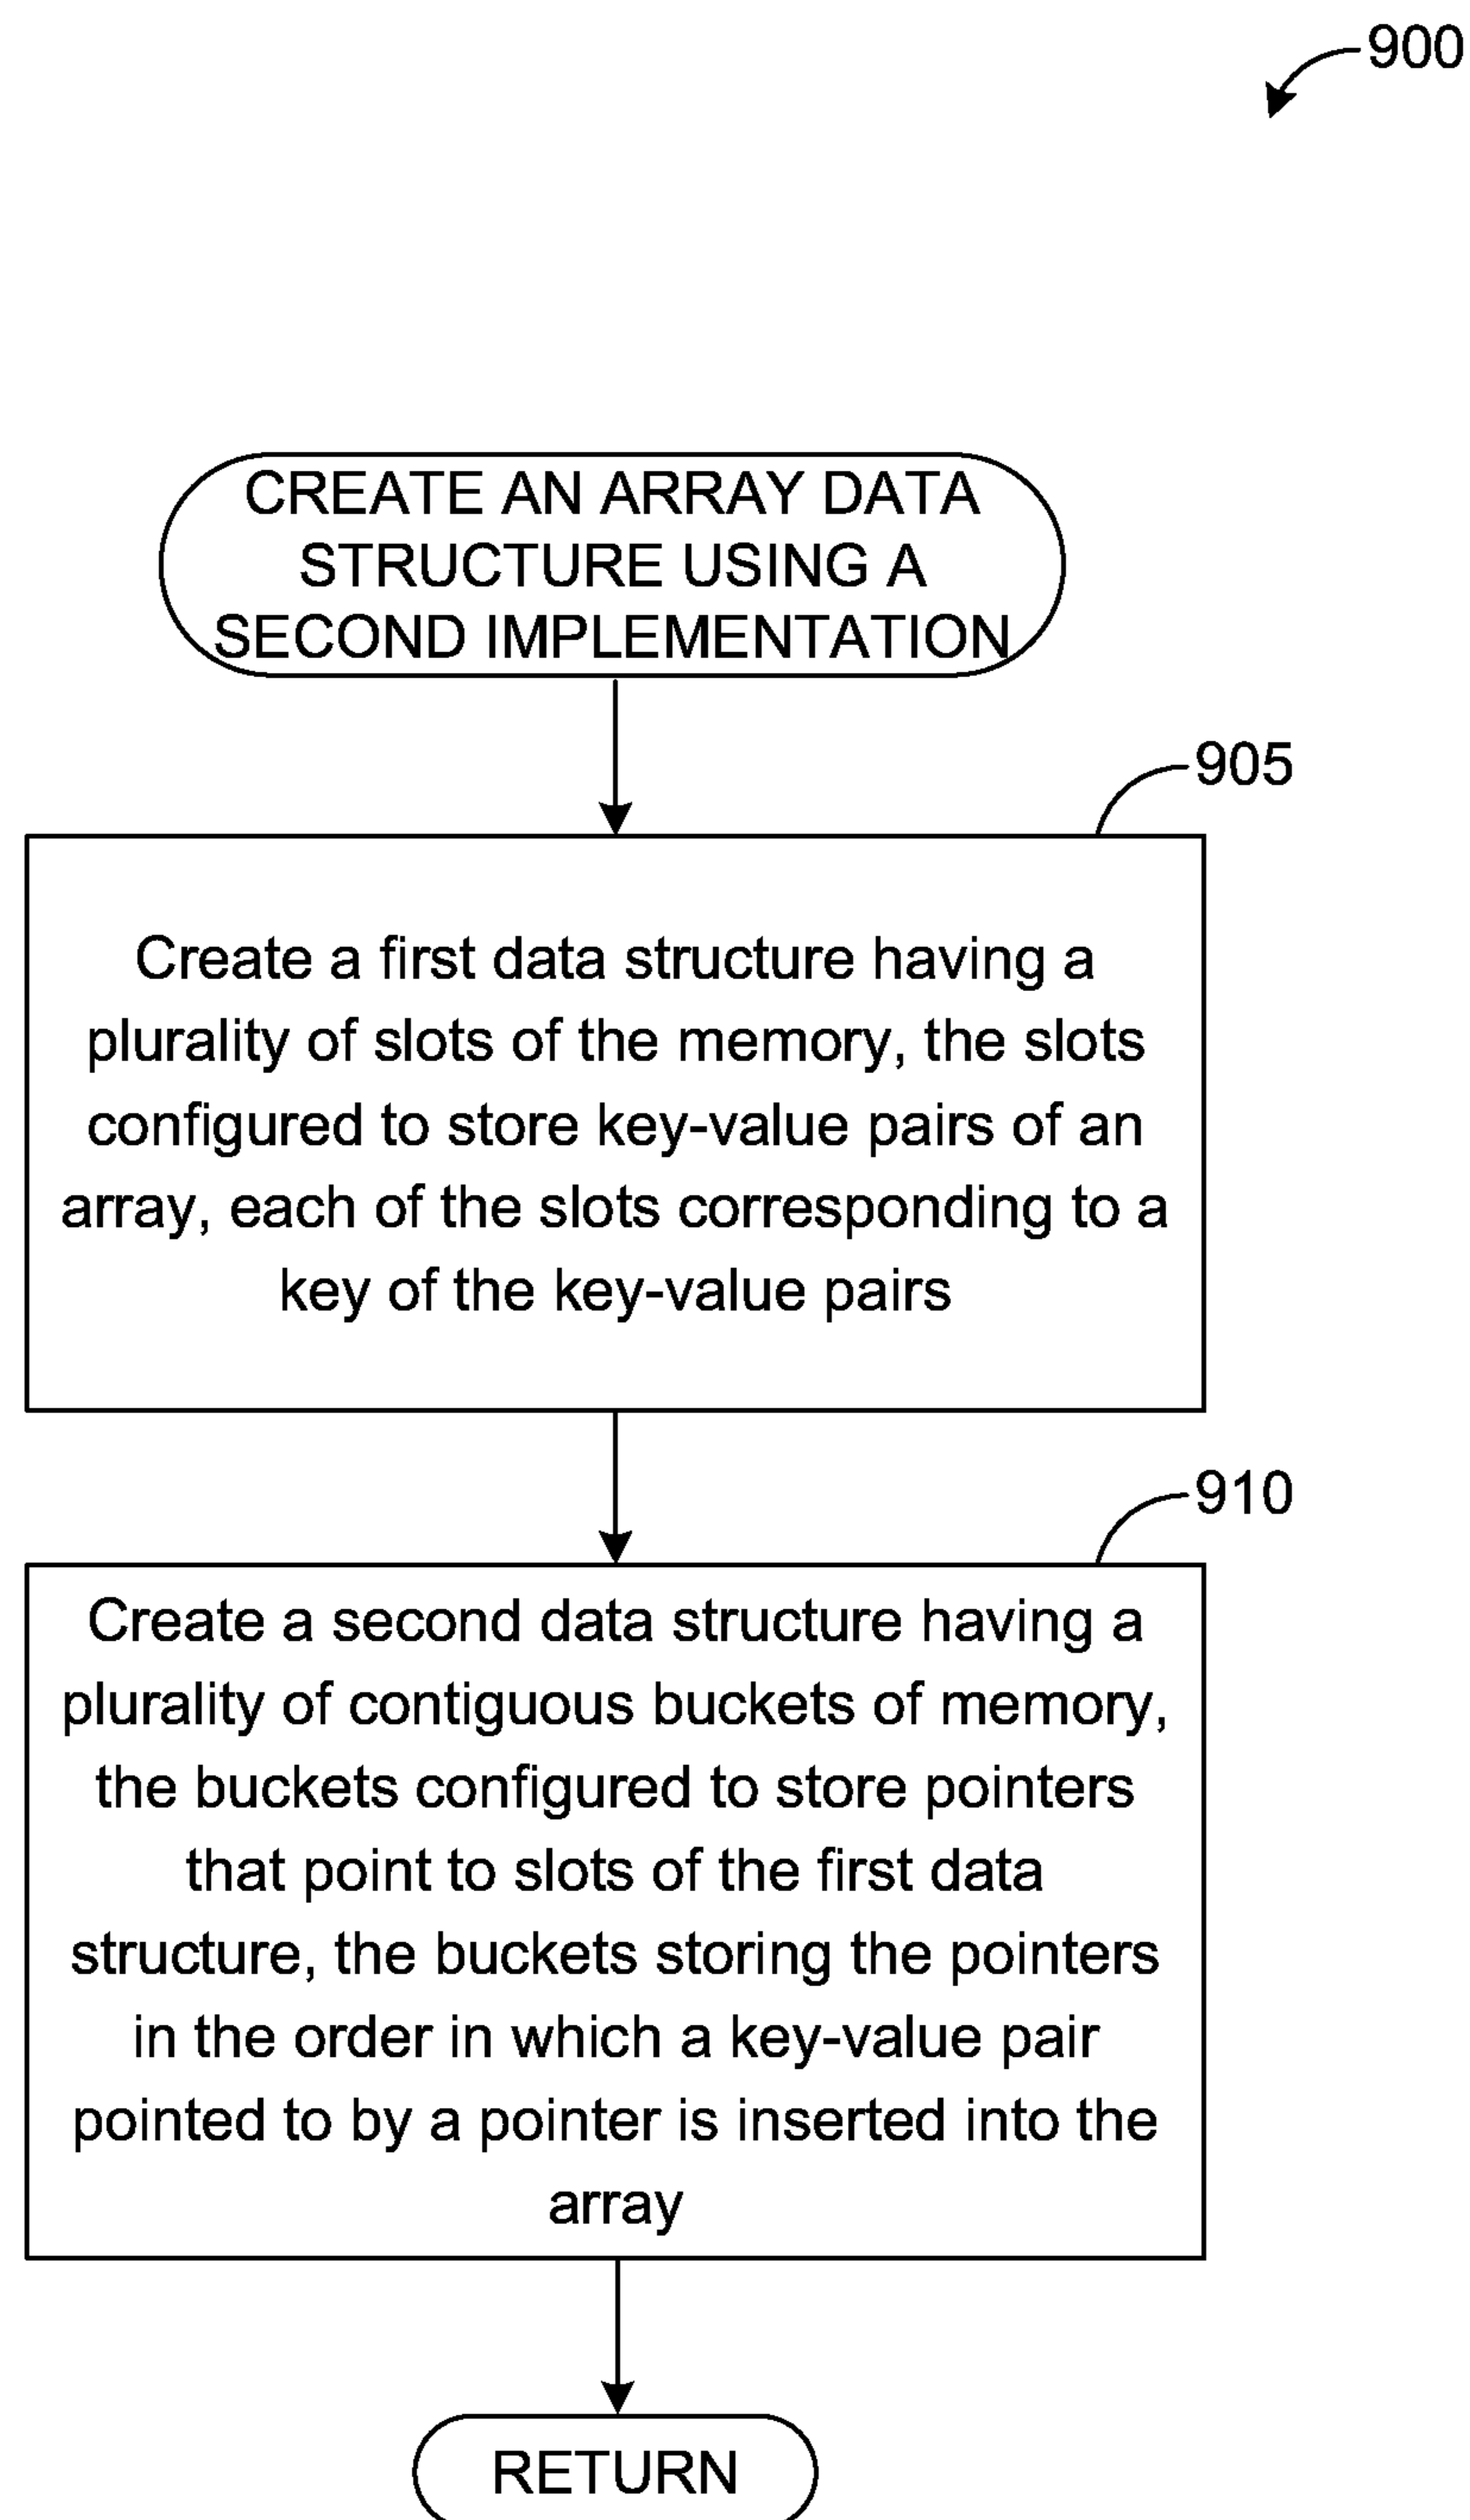 900
CREATE AN ARRAY DATA
STRUCTURE USING A
SECOND IMPLEMENTATION
905
Create a first data structure having a
plurality of slots of the memory, the slots
configured to store key-value pairs of an
array, each of the slots corresponding to a
key of the key-value pairs
910
Create a second data structure having a
plurality of contiguous buckets of memory,
the buckets configured to store pointers
that point to slots of the first data
structure, the buckets storing the pointers
in the order in which a key-value pair
pointed to by a pointer is inserted into the
array
RETURN